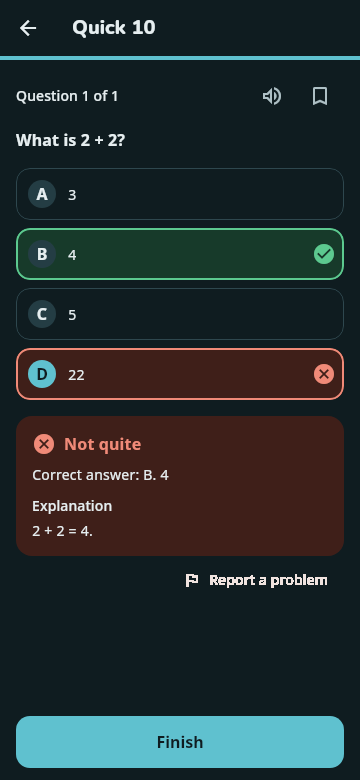 Quick 10
Question 1 of 1
What is 2 + 2?
A 3
B 4
C 5
D 22
Not quite
Correct answer: B. 4
Explanation
2 + 2 = 4.
Report a problem
Finish